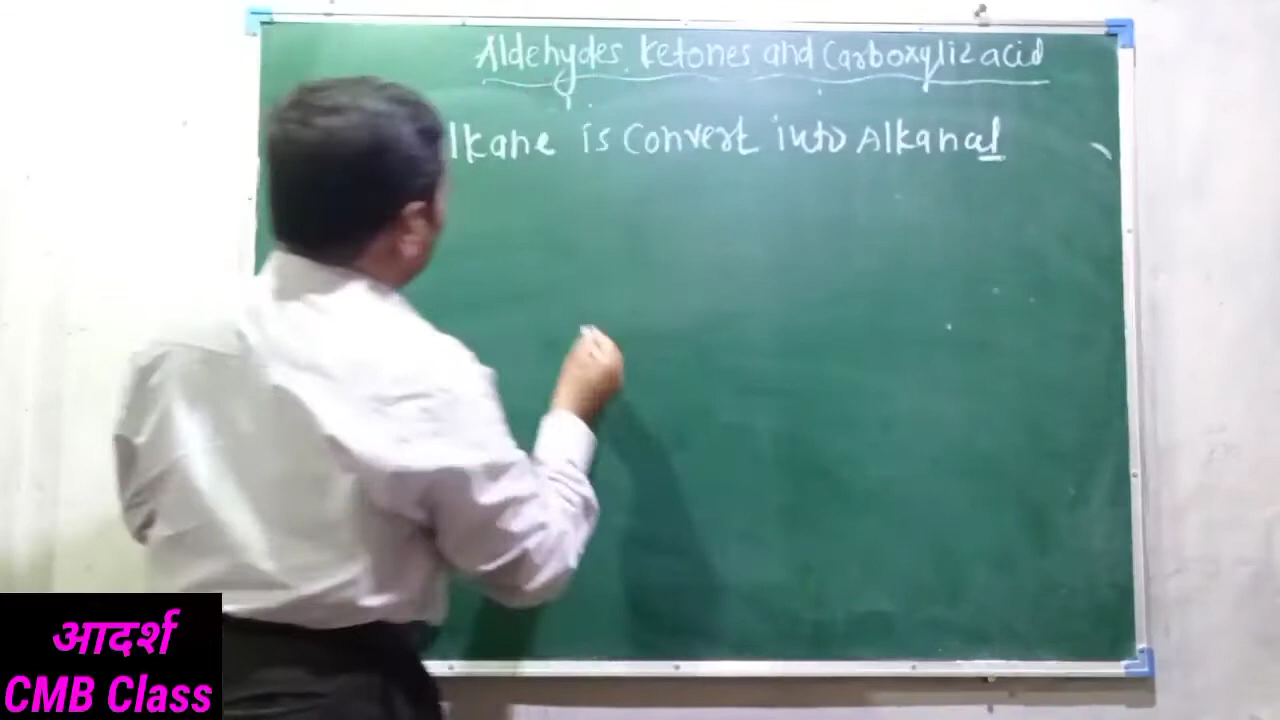 Aldehydes, ketones and Carboxylic acid
lkane is Convert into Alkanal
आदर्श
CMB Class